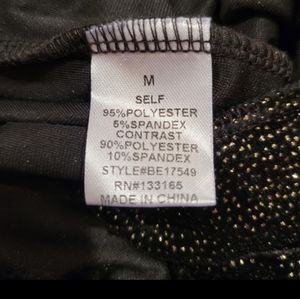 M
SELF
95%POLYESTER
5%SPANDEX
CONTRAST
90%POLYESTER
10%SPANDEX
STYLE#BE17549
RN#133165
MADE IN CHINA